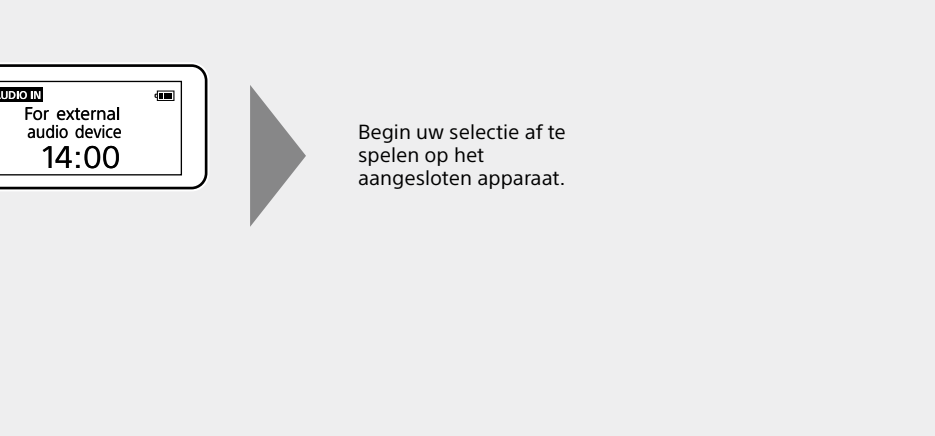 UDIO IN
For external
audio device
14:00
Begin uw selectie af te
spelen op het
aangesloten apparaat.